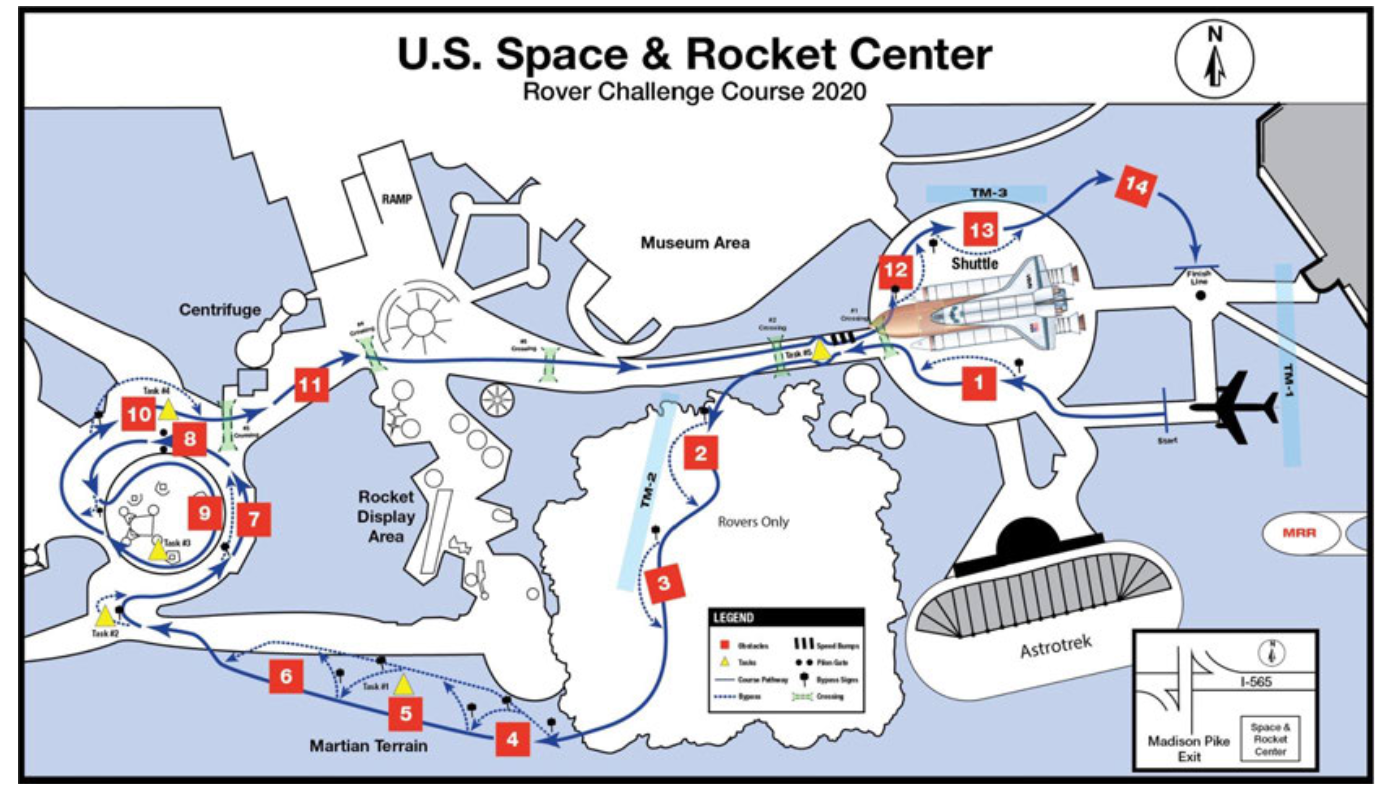 U.S. Space & Rocket Center
Rover Challenge Course 2020
N
TM-3
14
RAMP
13
Museum Area
12
Shuttle
Finish
Line
Centrifuge
#1
Crossing
#2
Crossing
#4
Crossing
#5
Crossing
Task #5
TM-1
1
11
Task #4
10
8
#3
Crossing
Start
2
TM-2
Rocket
Display
Area
Rovers Only
9
7
MRR
Task #3
3
Task #2
LEGEND
Obstacles
Speed Bumps
Tasks
Pilon Gate
Course Pathway
Bypass Signs
Bypass
Crossing
Astrotrek
N
I-565
Madison Pike
Exit
Space &
Rocket
Center
6
Task #1
5
4
Martian Terrain